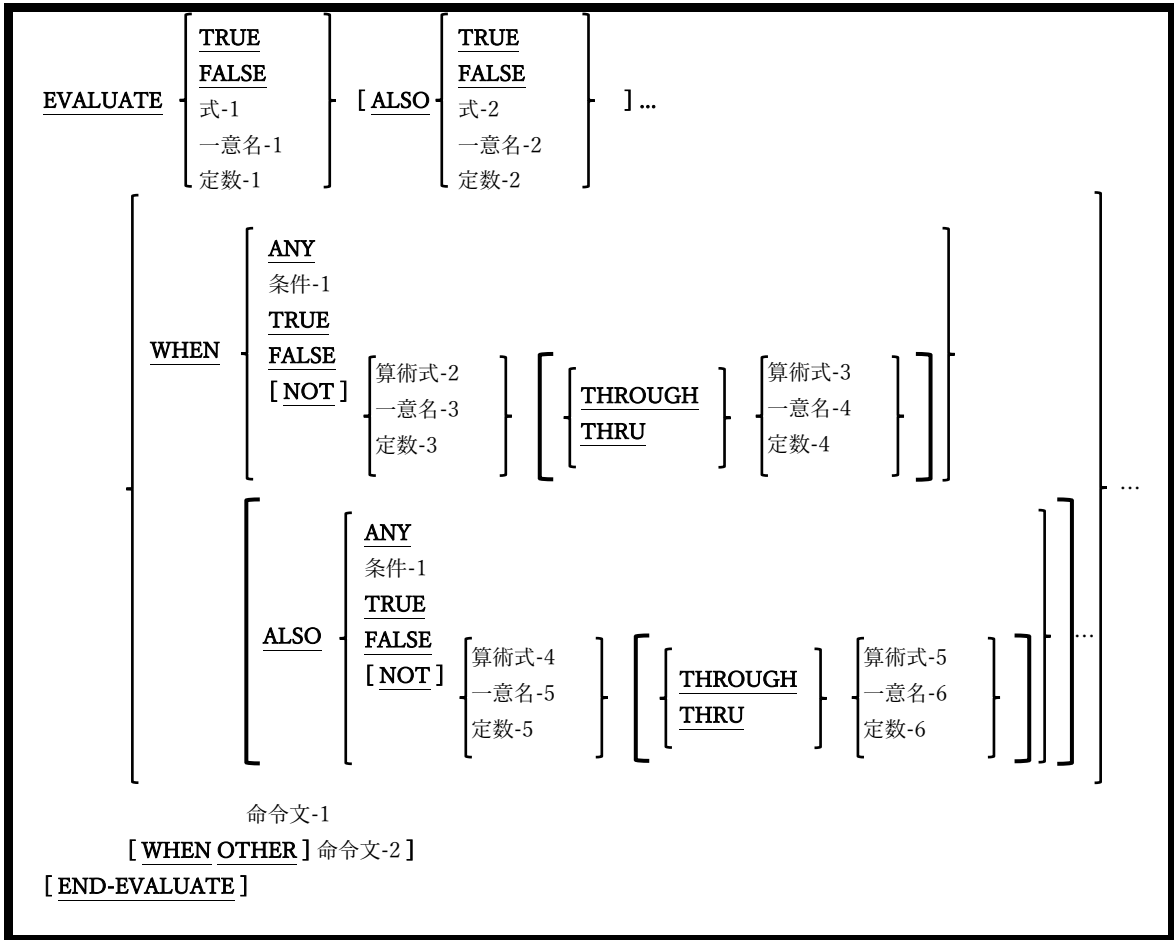 TRUE TRUE
FALSE FALSE
EVALUATE 式-1 [ ALSO 式-2 ] ...
一意名-1 一意名-2
定数-1 定数-2
ANY
条件-1
TRUE
WHEN FALSE
[ NOT ] 算術式-2 THROUGH 算術式-3
一意名-3 THRU 一意名-4
定数-3 定数-4
…
ANY
条件-1
TRUE
ALSO FALSE …
[ NOT ] 算術式-4 THROUGH 算術式-5
一意名-5 THRU 一意名-6
定数-5 定数-6
命令文-1
[ WHEN OTHER ] 命令文-2 ]
[ END-EVALUATE ]